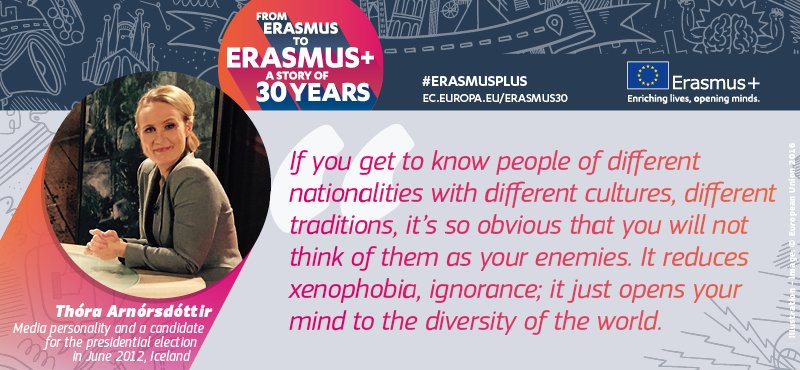 FROM
ERASMUS
TO
ERASMUS+
A STORY OF
30 YEARS
#ERASMUSPLUS
EC.EUROPA.EU/ERASMUS30
Erasmus+
Enriching lives, opening minds.
“
If you get to know people of different
nationalities with different cultures, different
traditions, it’s so obvious that you will not
think of them as your enemies. It reduces
xenophobia, ignorance; it just opens your
mind to the diversity of the world.
Thóra Arnórsdóttir
Media personality and a candidate
for the presidential election
in June 2012, Iceland
Illustration, image: © European Union 2016